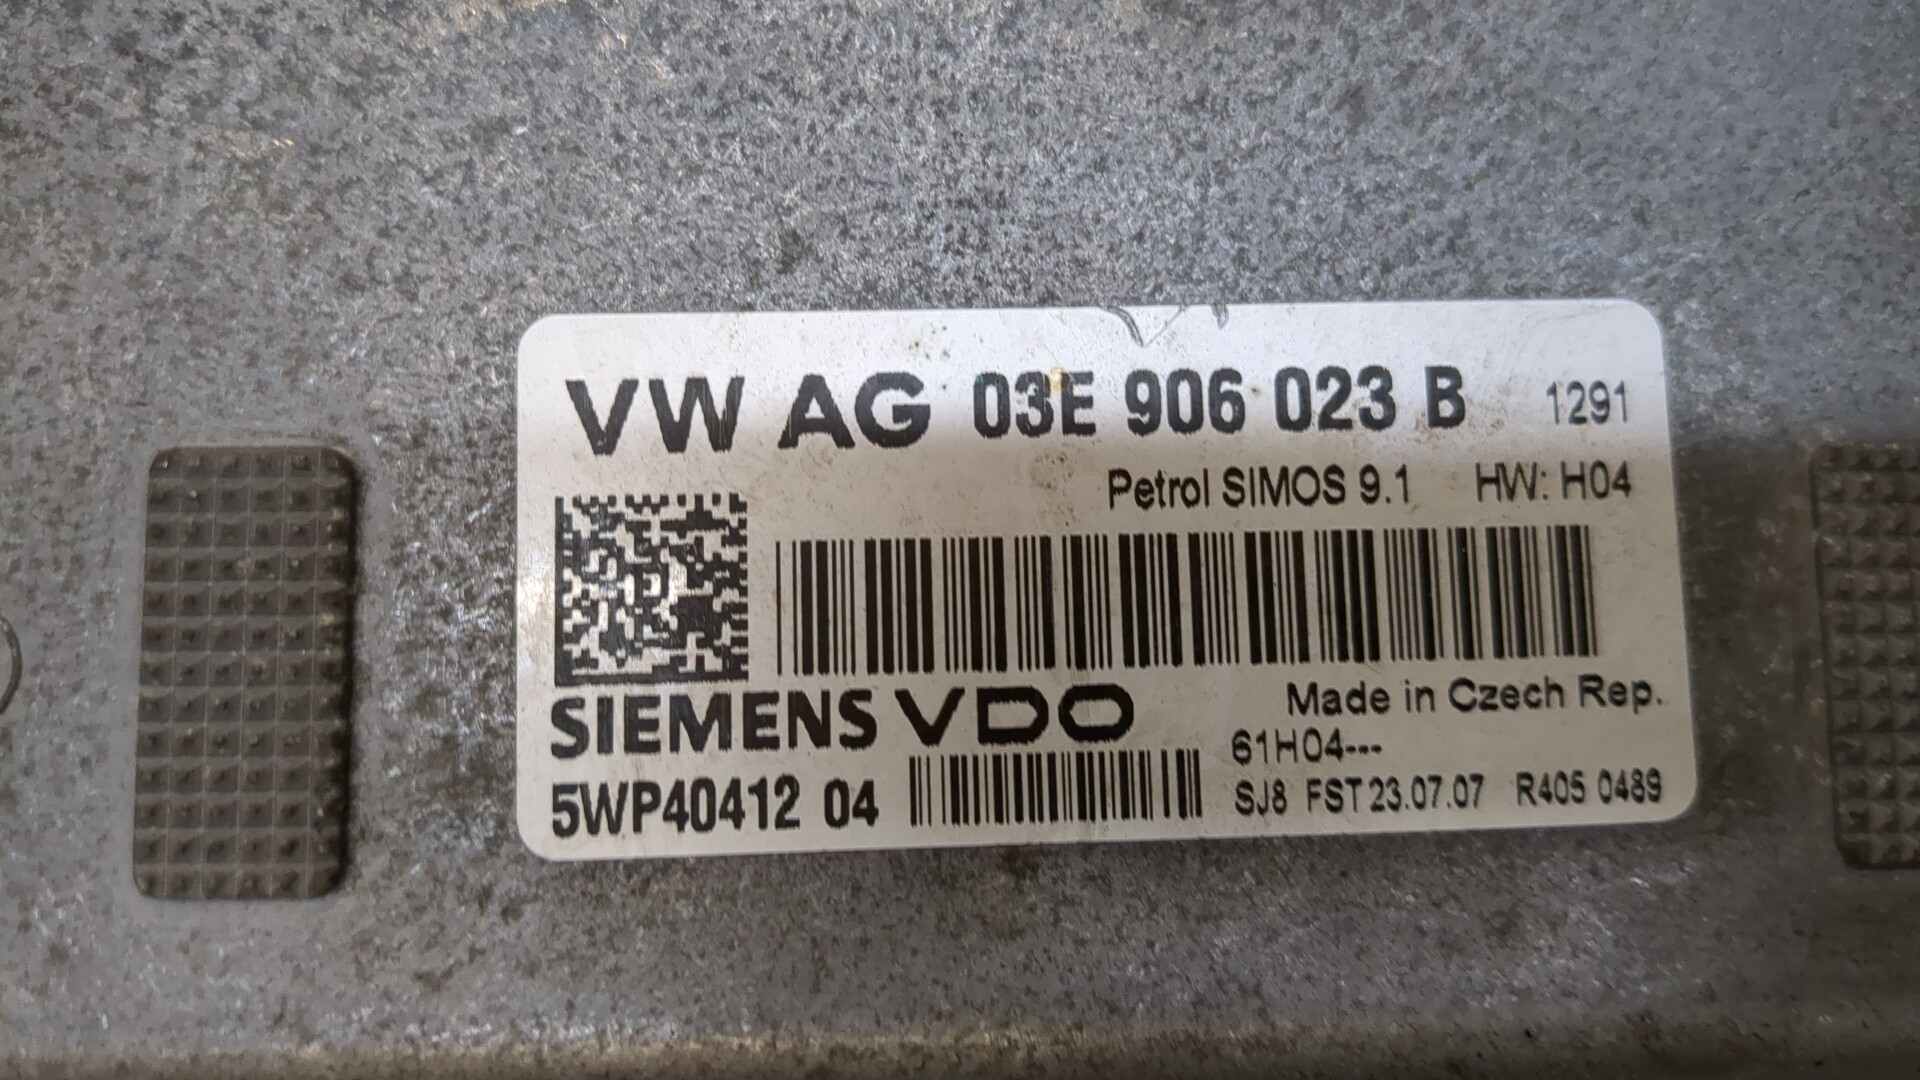 VW AG 03E 906 023 B 1291
Petrol SIMOS 9.1 HW: H04
SIEMENS VDO Made in Czech Rep.
61H04---
5WP40412 04 SJ8 FST 23.07.07 R405 0489